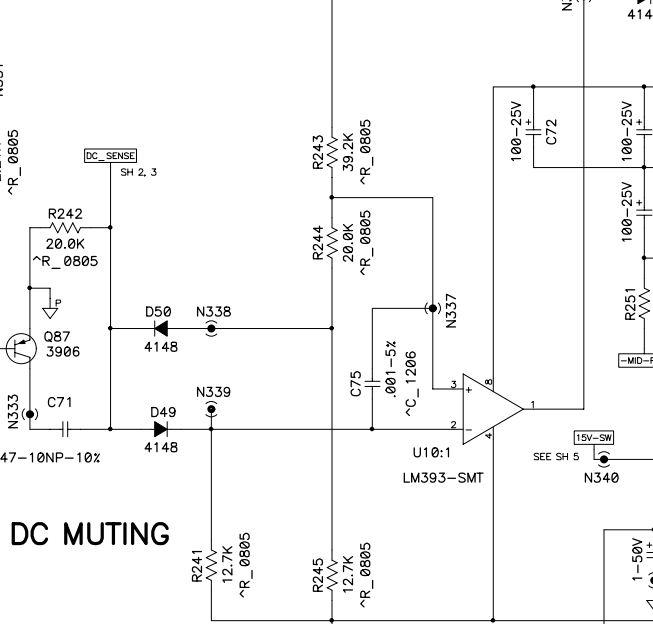 414
100-25V
C72
100-25V
R243
39.2K
^R_0805
^R_0805
DC_SENSE
SH 2, 3
R242
20.0K
^R_0805
R244
20.0K
^R_0805
100-25V
P
D50
4148
N338
N337
R251
Q87
3906
-MID-
N333
C71
N339
C75
.001-5%
^C_1206
3
8
1
2
4
D49
4148
47-10NP-10%
U10:1
LM393-SMT
15V-SW
SEE SH 5
N340
DC MUTING
R241
12.7K
^R_0805
R245
12.7K
^R_0805
1-50V